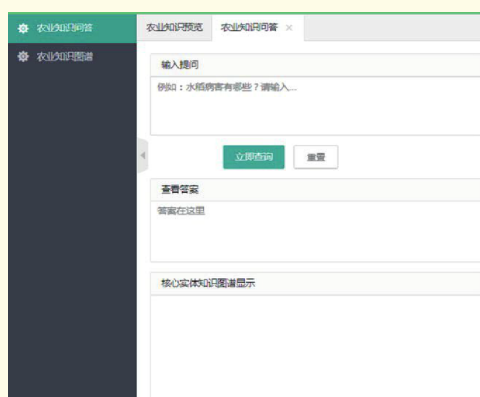 农业知识问答
农业知识图谱
农业知识预览
农业知识问答 ×
输入提问
例如：水稻病害有哪些？请输入...
立即查询
重置
查看答案
答案在这里
核心实体知识图谱显示